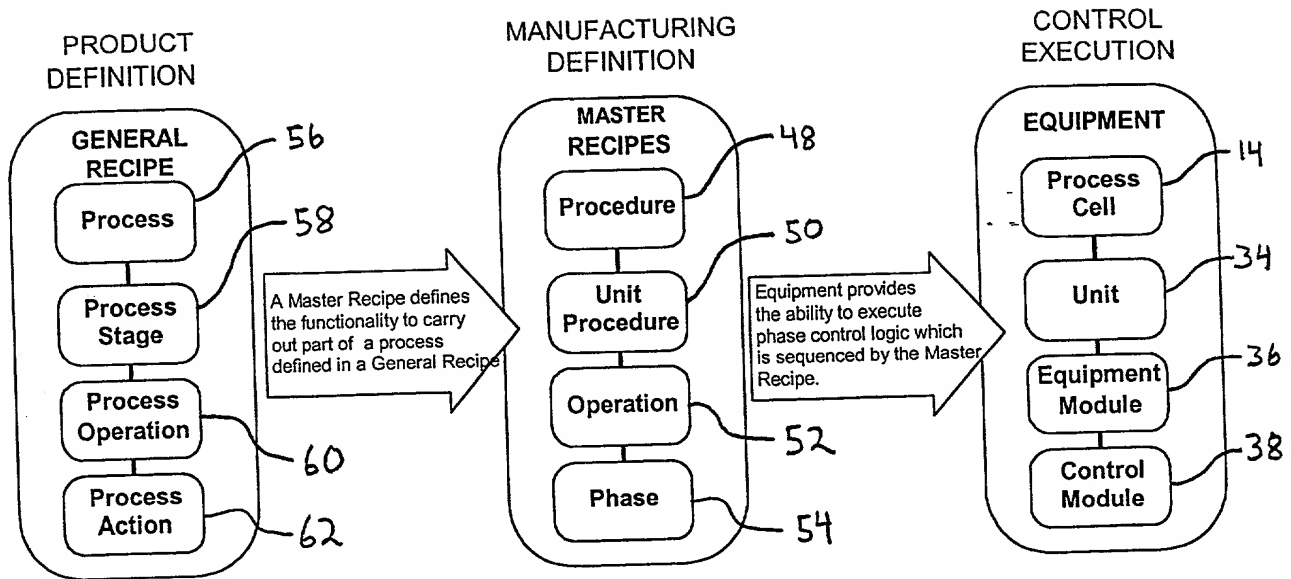 PRODUCT
DEFINITION
GENERAL
RECIPE
Process
56
Process
Stage
58
Process
Operation
60
Process
Action
62
A Master Recipe defines
the functionality to carry
out part of a process
defined in a General Recipe
MANUFACTURING
DEFINITION
MASTER
RECIPES
Procedure
48
Unit
Procedure
50
Operation
52
Phase
54
Equipment provides
the ability to execute
phase control logic which
is sequenced by the Master
Recipe.
CONTROL
EXECUTION
EQUIPMENT
Process
Cell
14
Unit
34
Equipment
Module
36
Control
Module
38